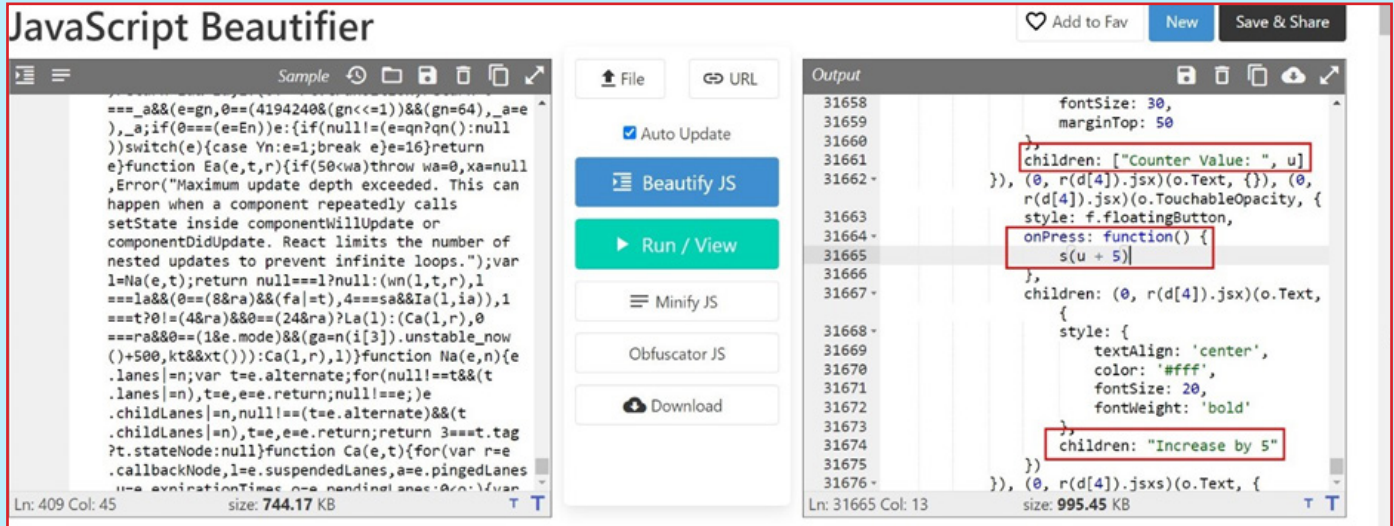 JavaScript Beautifier
Add to Fav
New
Save & Share
Sample
===_a&&(e=gn,0==(4194240&(gn<<=1))&&(gn=64),_a=e
),_a;if(0===(e=En))e:{if(null!=(e=qn?qn():null
))switch(e){case Yn:e=1;break e}e=16}return
e}function Ea(e,t,r){if(50<wa)throw wa=0,xa=null
,Error("Maximum update depth exceeded. This can
happen when a component repeatedly calls
setState inside componentWillUpdate or
componentDidUpdate. React limits the number of
nested updates to prevent infinite loops.");var
l=Na(e,t);return null===l?null:(wn(l,t,r),l
===la&&(0==(8&ra)&&(fa|=t),4===sa&&Ia(l,ia)),1
===t?0!=(4&ra)&&0==(24&ra)?La(l):(Ca(l,r),0
===ra&&0==(1&e.mode)&&(ga=n(i[3]).unstable_now
()+500,kt&&xt())):Ca(l,r),l)}function Na(e,n){e
.lanes|=n;var t=e.alternate;for(null!==t&&(t
.lanes|=n),t=e,e=e.return;null!==e;)e
.childLanes|=n,null!==(t=e.alternate)&&(t
.childLanes|=n),t=e,e=e.return;return 3===t.tag
?t.stateNode:null}function Ca(e,t){for(var r=e
.callbackNode,l=e.suspendedLanes,a=e.pingedLanes
Ln: 409 Col: 45
size: 744.17 KB
File
URL
Auto Update
Beautify JS
Run / View
Minify JS
Obfuscator JS
Download
Output
31658 fontSize: 30,
31659 marginTop: 50
31660 },
31661 children: ["Counter Value: ", u]
31662 }), (0, r(d[4]).jsx)(o.Text, {}), (0,
r(d[4]).jsx)(o.TouchableOpacity, {
31663 style: f.floatingButton,
31664 onPress: function() {
31665 s(u + 5)
31666 },
31667 children: (0, r(d[4]).jsx)(o.Text,
{
31668 style: {
31669 textAlign: 'center',
31670 color: '#fff',
31671 fontSize: 20,
31672 fontWeight: 'bold'
31673 },
31674 children: "Increase by 5"
31675 })
31676 }), (0, r(d[4]).jsxs)(o.Text, {
Ln: 31665 Col: 13
size: 995.45 KB